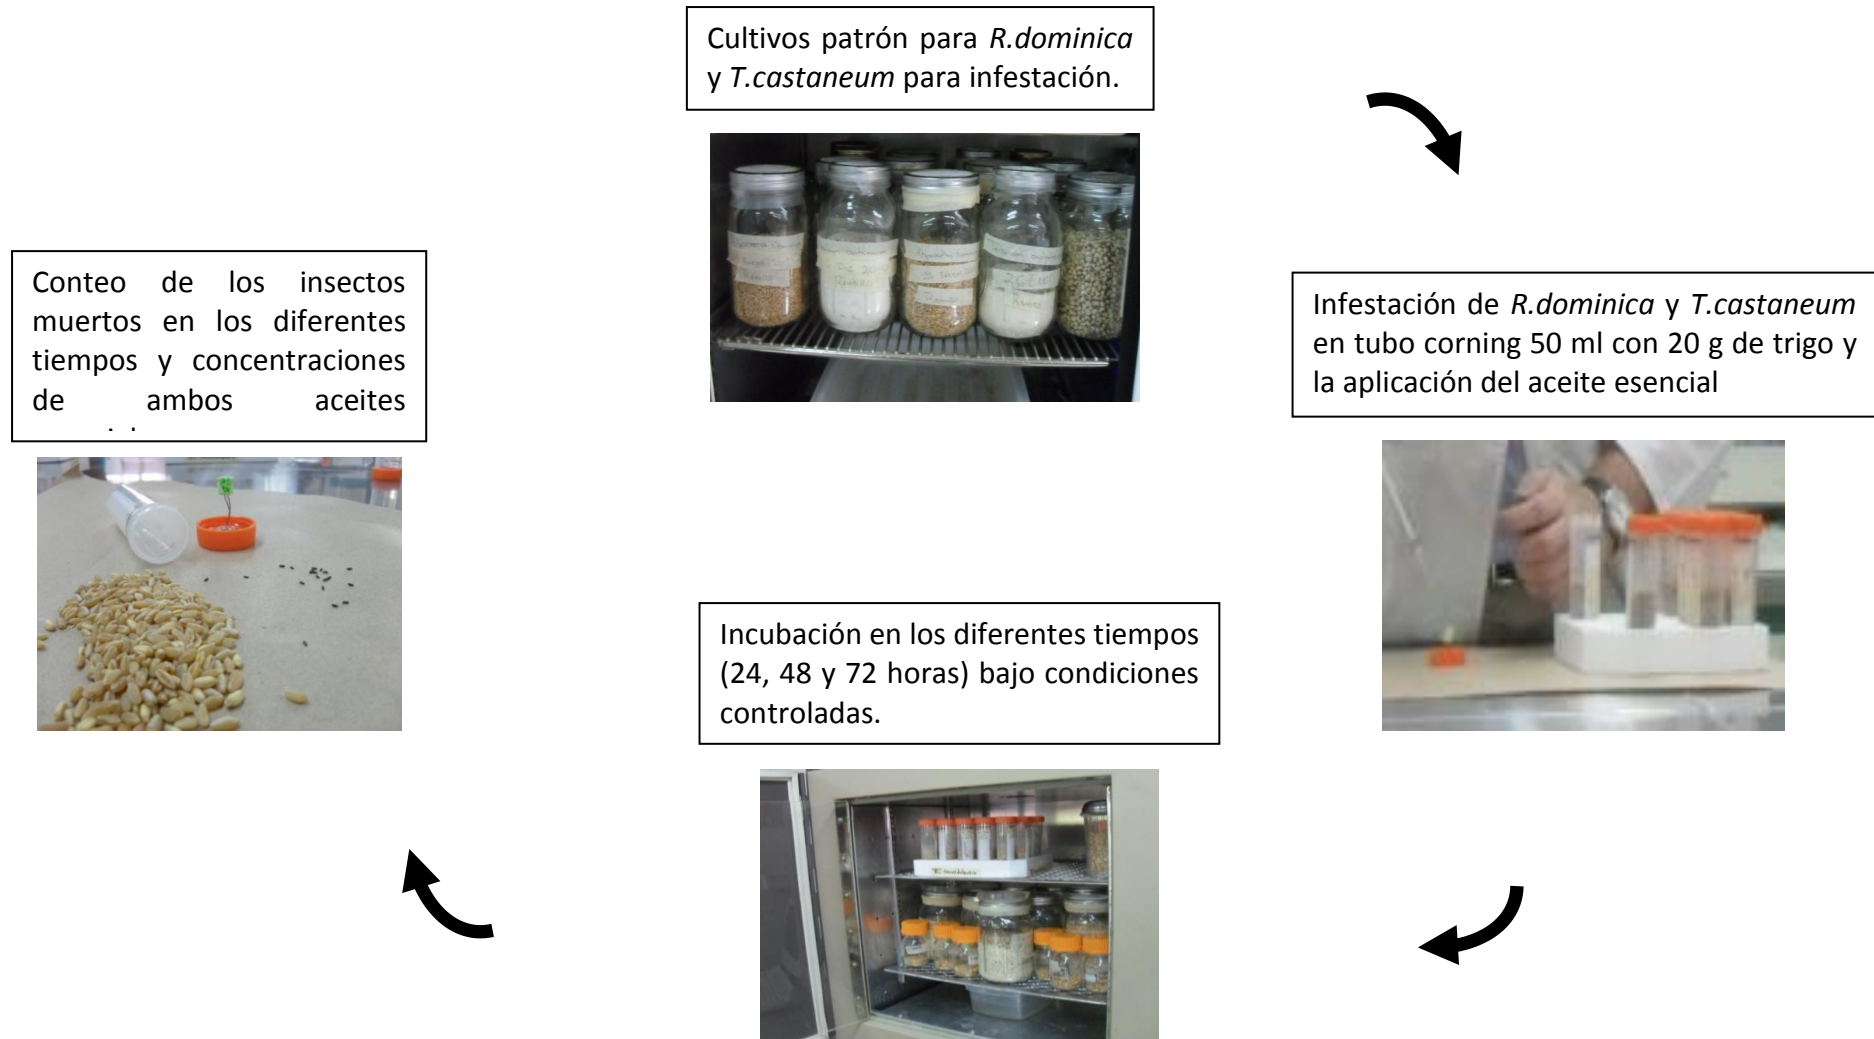 Cultivos patrón para R.dominica
y T.castaneum para infestación.
Infestación de R.dominica y T.castaneum
en tubo corning 50 ml con 20 g de trigo y
la aplicación del aceite esencial
Incubación en los diferentes tiempos
(24, 48 y 72 horas) bajo condiciones
controladas.
Conteo de los insectos
muertos en los diferentes
tiempos y concentraciones
de ambos aceites